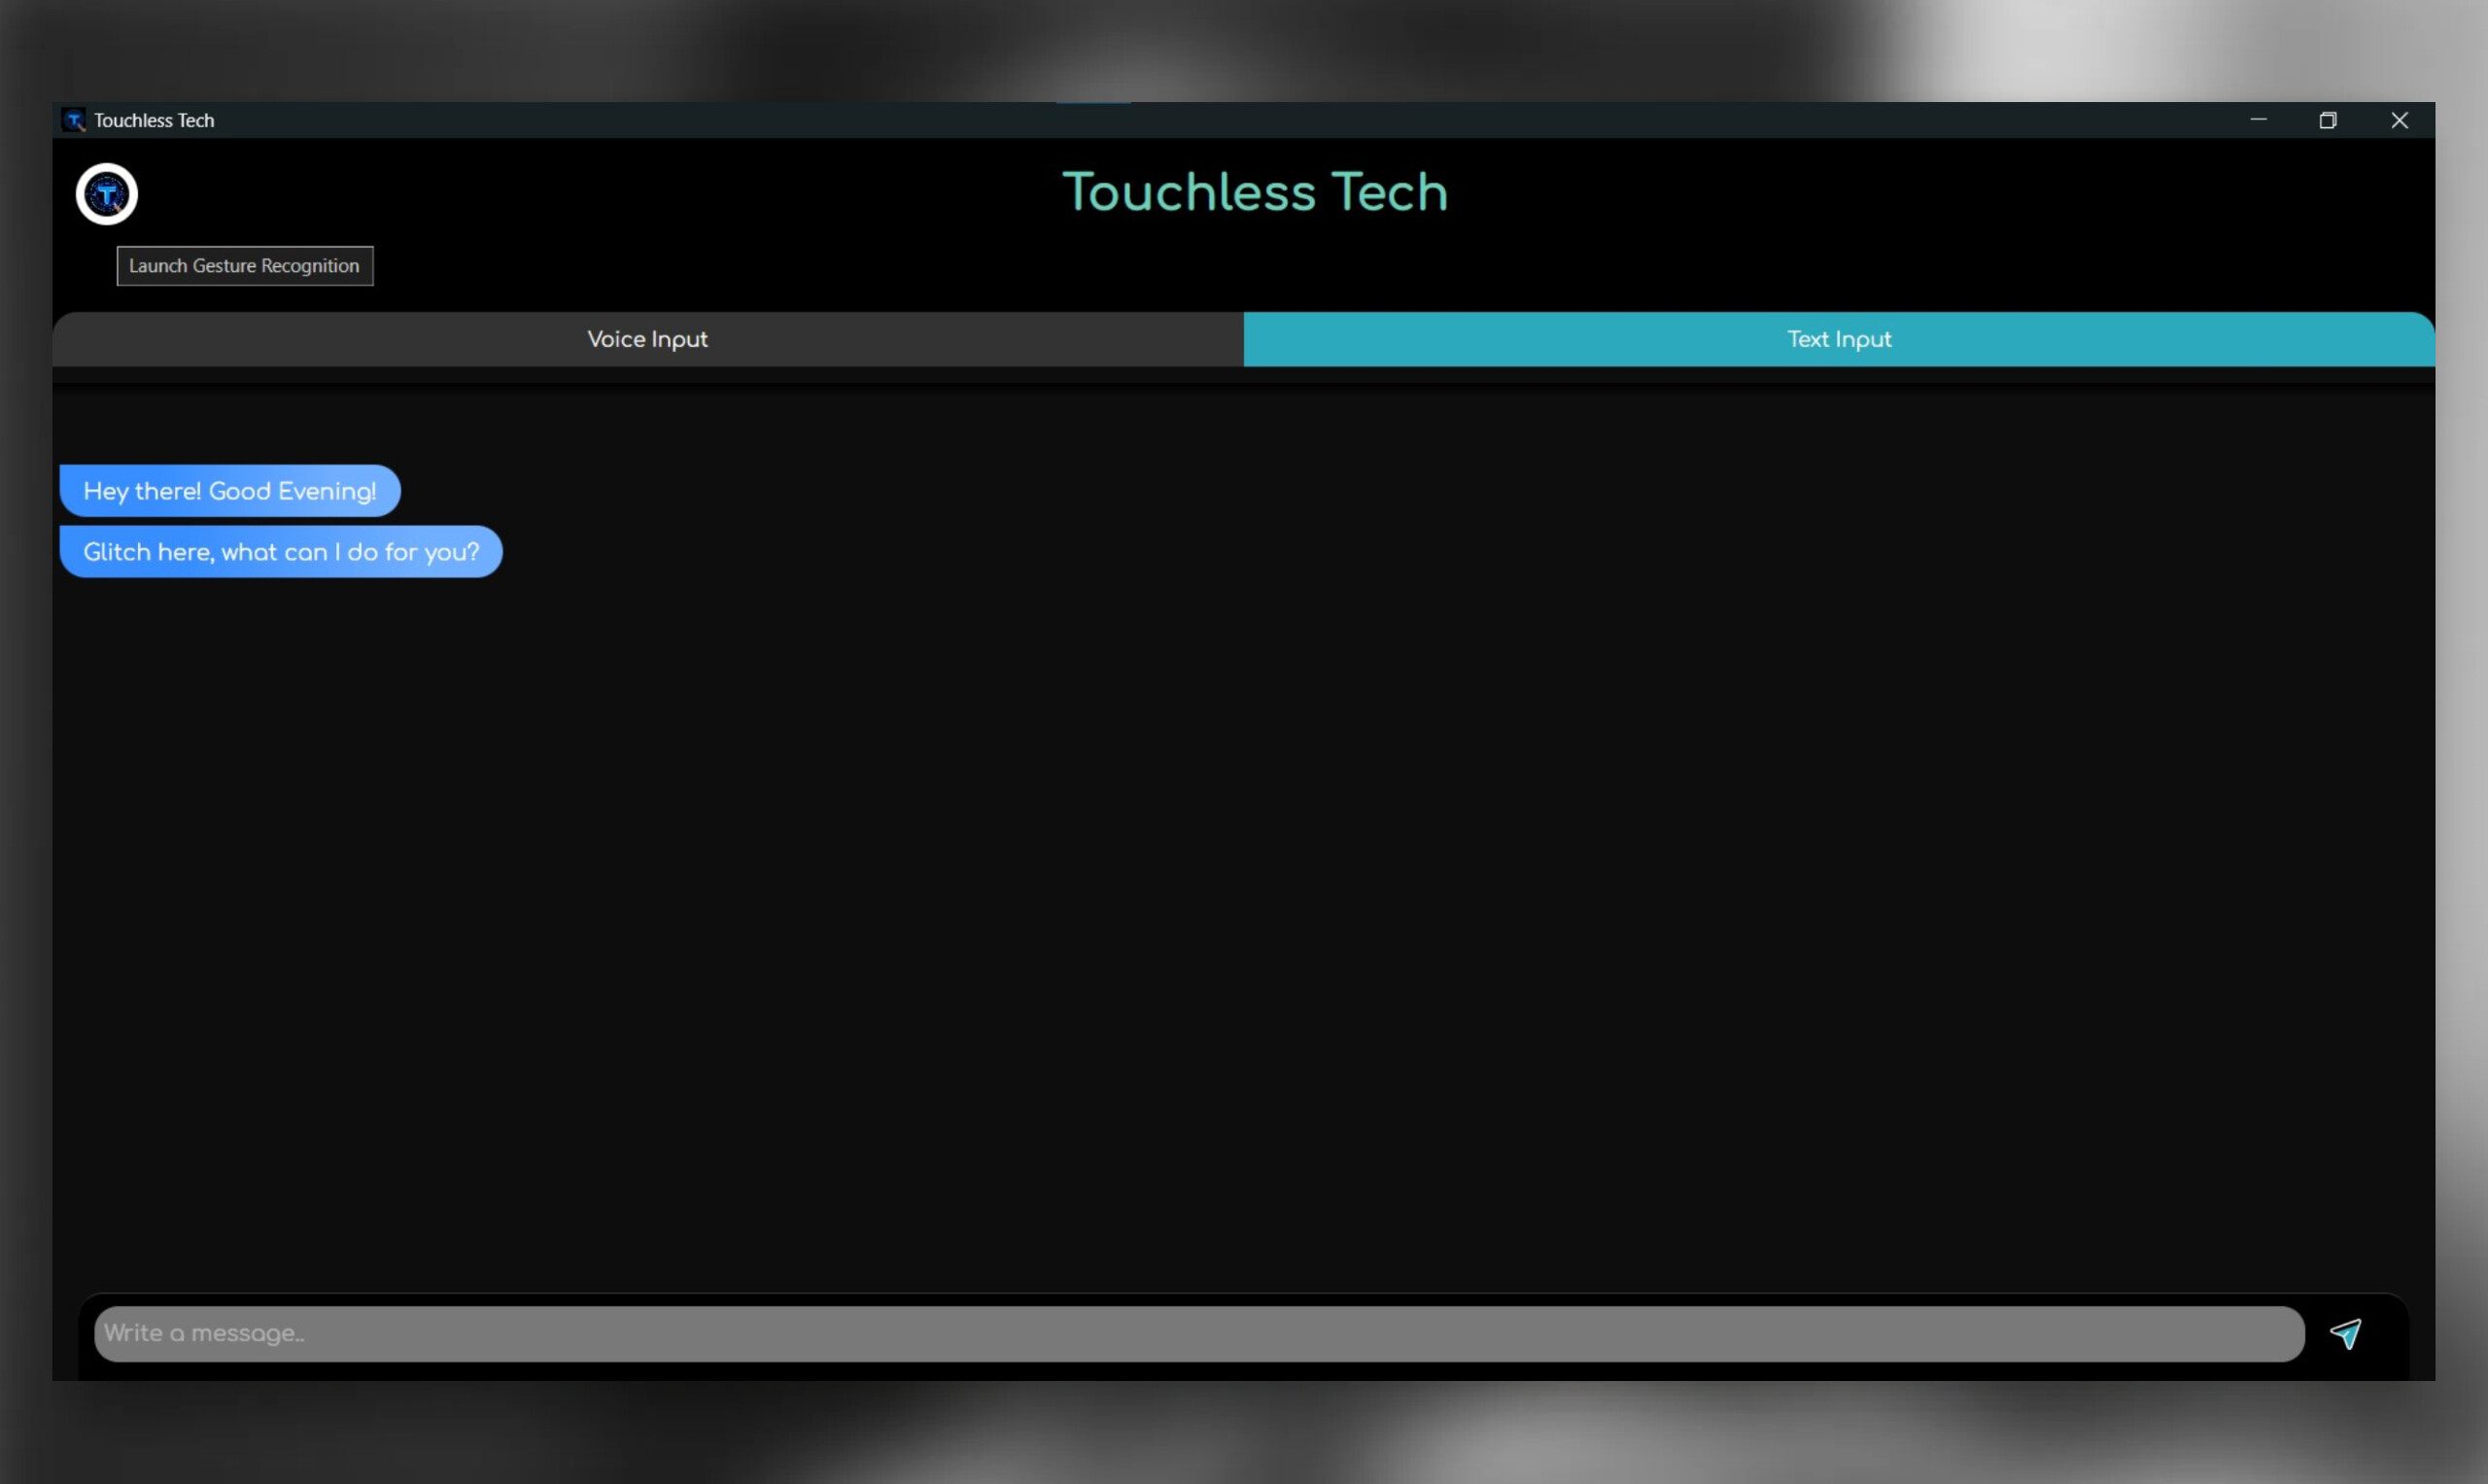 Touchless Tech
Touchless Tech
Launch Gesture Recognition
Voice Input
Text Input
Hey there! Good Evening!
Glitch here, what can I do for you?
Write a message..